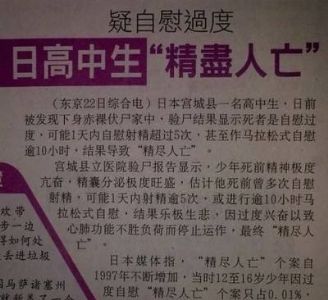 疑自慰過度
日高中生“精盡人亡”
(东京22日综合电）日本宫城县一名高中生，日前
被发现下身赤裸伏尸家中，验尸结果显示死者是自慰过
度，可能1天内自慰射精超过5次，甚至作马拉松式自慰
逾10小时，结果导致“精尽人亡”。
宫城县立医院验尸报告显示，少年死前精神极度
亢奋，精囊分泌极度旺盛，估计他死前曾多次自慰
射精，可能1天内射精逾5次，或进行逾10小时马
拉松式自慰，结果乐极生悲，因过度兴奋以致
心肺功能不胜负荷而停止运作，最终“精尽人
亡”。
日本媒体指，“精尽人亡”个案自
1997年不断增加，当时12至16岁少年因过
度自慰“精尽人亡”个案只占0.01%，
欢带
步一边
得如何处
去进垃圾
因马萨诸塞州